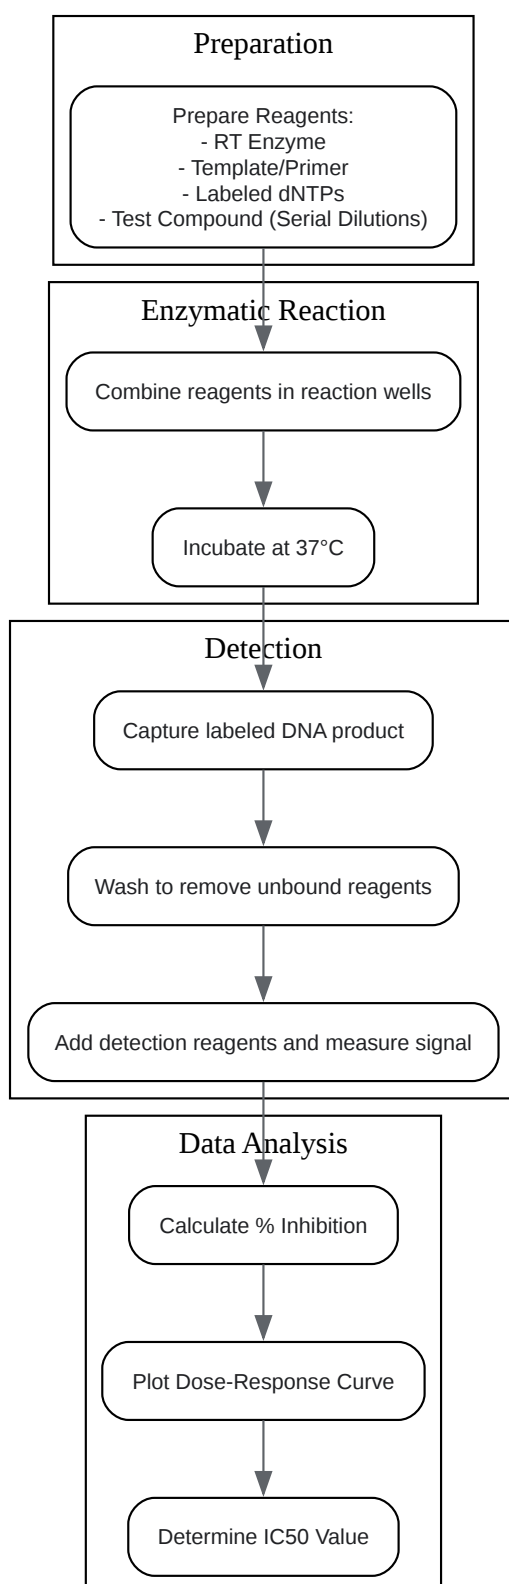 Preparation
Prepare Reagents:
- RT Enzyme
- Template/Primer
- Labeled dNTPs
- Test Compound (Serial Dilutions)
Enzymatic Reaction
Combine reagents in reaction wells
Incubate at 37°C
Detection
Capture labeled DNA product
Wash to remove unbound reagents
Add detection reagents and measure signal
Data Analysis
Calculate % Inhibition
Plot Dose-Response Curve
Determine IC50 Value